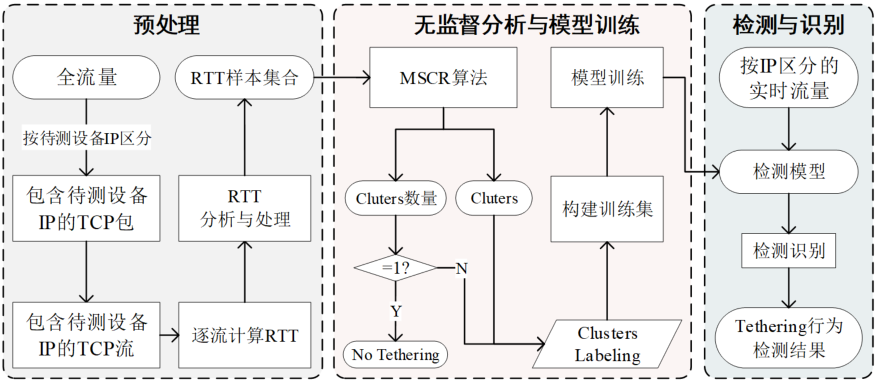 预处理
全流量
按待测设备IP区分
包含待测设备
IP的TCP包
包含待测设备
IP的TCP流
逐流计算RTT
RTT
分析与处理
RTT样本集合
无监督分析与模型训练
MSCR算法
Cluters数量
Cluters
=1?
N
Y
No Tethering
Clusters
Labeling
构建训练集
模型训练
检测与识别
按IP区分的
实时流量
检测模型
检测识别
Tethering行为
检测结果